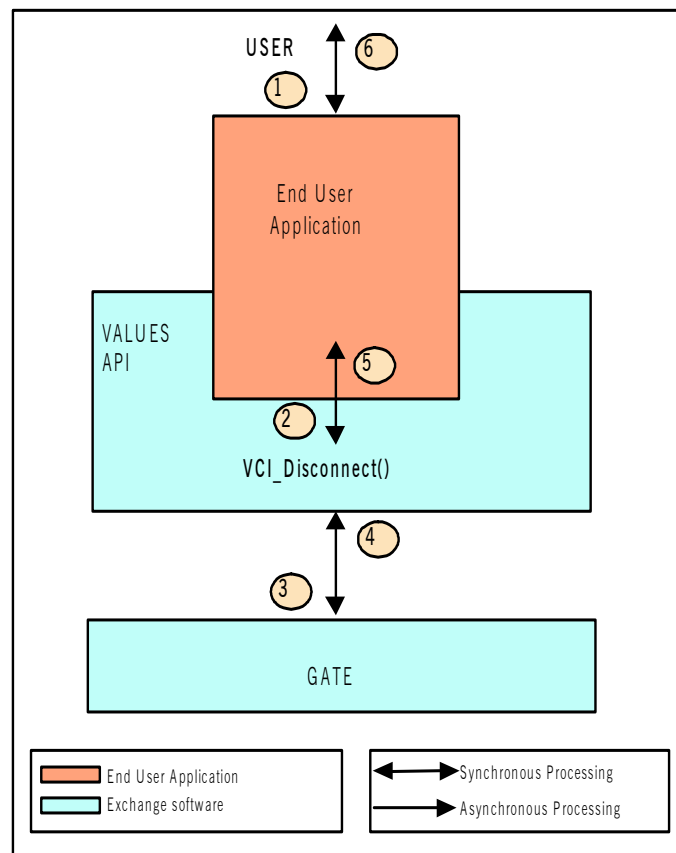 USER
6
1
End User
Application
VALUES
API
5
2
VCI_Disconnect()
4
3
GATE
End User Application
Exchange software
Synchronous Processing
Asynchronous Processing